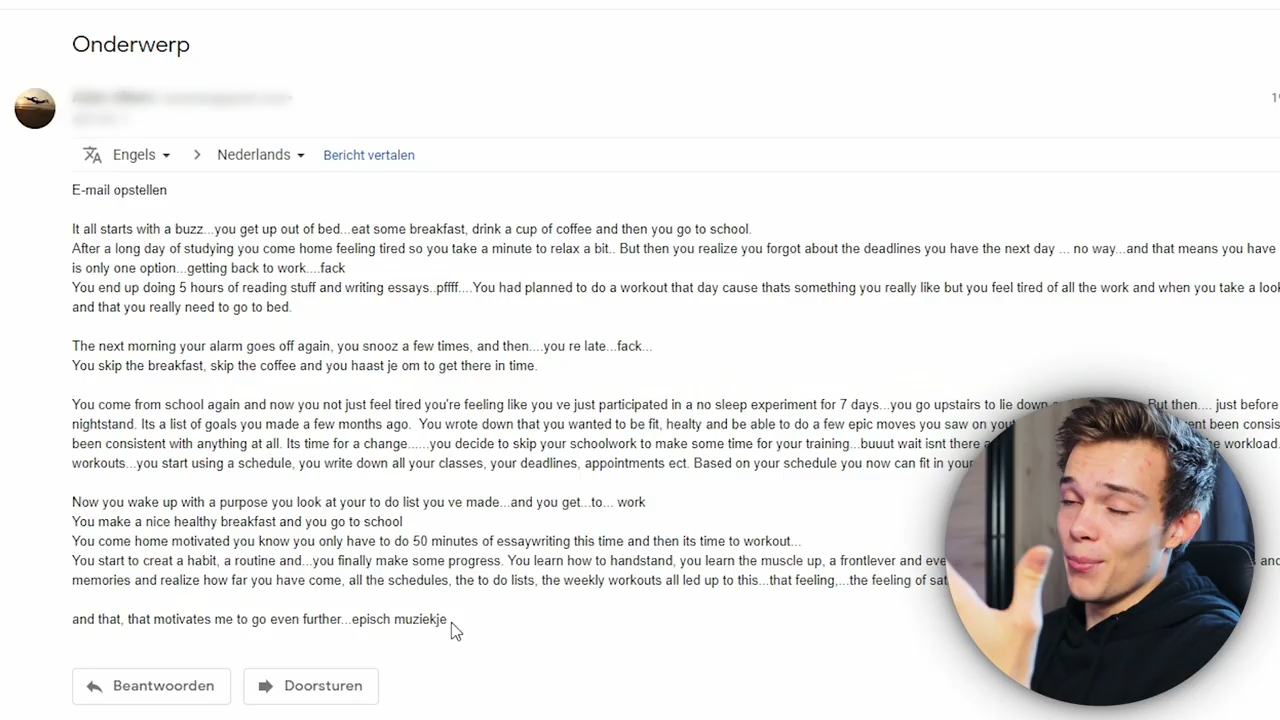 Onderwerp
Engels > Nederlands Bericht vertalen
E-mail opstellen
It all starts with a buzz...you get up out of bed...eat some breakfast, drink a cup of coffee and then you go to school.
After a long day of studying you come home feeling tired so you take a minute to relax a bit.. But then you realize you forgot about the deadlines you have the next day ... no way...and that means you have
is only one option...getting back to work....fack
You end up doing 5 hours of reading stuff and writing essays..pffff....You had planned to do a workout that day cause thats something you really like but you feel tired of all the work and when you take a look
and that you really need to go to bed.
The next morning your alarm goes off again, you snooz a few times, and then....you re late...fack...
You skip the breakfast, skip the coffee and you haast je om to get there in time.
You come from school again and now you not just feel tired you're feeling like you ve just participated in a no sleep experiment for 7 days...you go upstairs to lie down But then.... just before
nightstand. Its a list of goals you made a few months ago. You wrote down that you wanted to be fit, healty and be able to do a few epic moves you saw on
been consistent with anything at all. Its time for a change......you decide to skip your schoolwork to make some time for your training...buuut wait isnt there workload.
workouts...you start using a schedule, you write down all your classes, your deadlines, appointments ect. Based on your schedule you now can fit in your
Now you wake up with a purpose you look at your to do list you ve made...and you get...to... work
You make a nice healthy breakfast and you go to school
You come home motivated you know you only have to do 50 minutes of essaywriting this time and then its time to workout...
You start to creat a habit, a routine and...you finally make some progress. You learn how to handstand, you learn the muscle up, a frontlever and
memories and realize how far you have come, all the schedules, the to do lists, the weekly workouts all led up to this...that feeling,...the feeling of
and that, that motivates me to go even further...episch muziekje
Beantwoorden Doorsturen